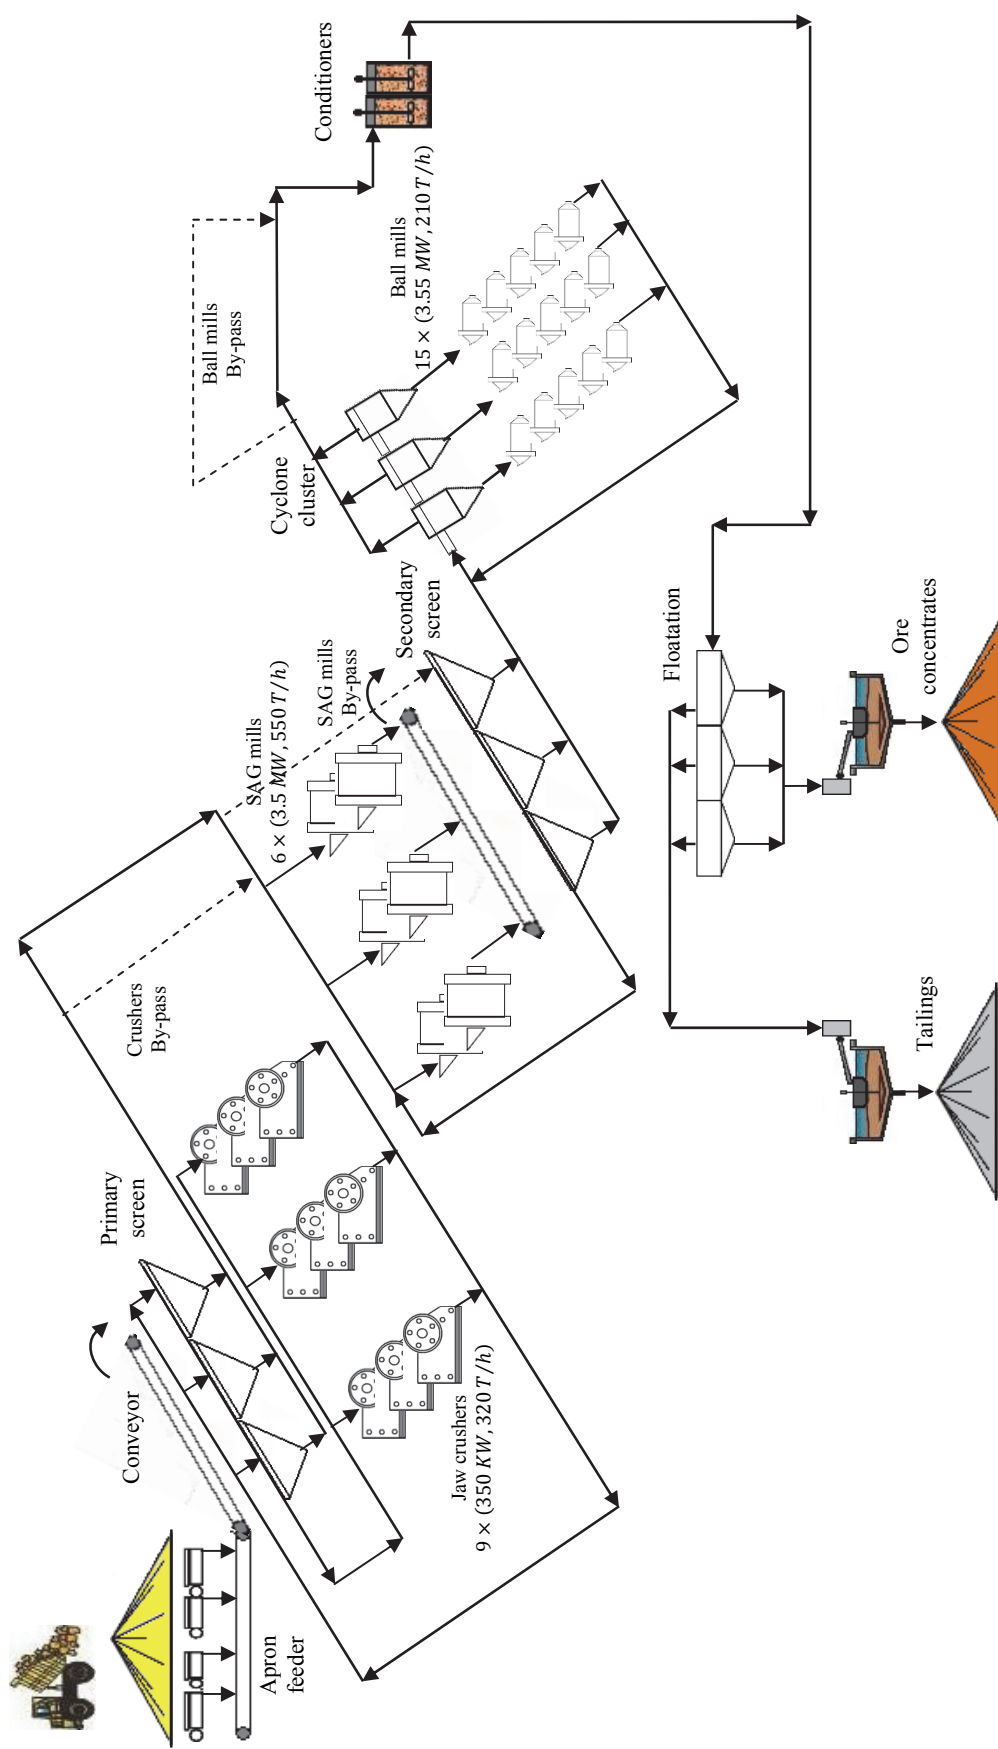 Apron
feeder
Conveyor
Primary
screen
Jaw crushers
9 × (350 KW, 320 T/h)
Crushers
By-pass
SAG mills
6 × (3.5 MW, 550 T/h)
SAG mills
By-pass
Secondary
screen
Cyclone
cluster
Ball mills
By-pass
Ball mills
15 × (3.55 MW, 210 T/h)
Conditioners
Floatation
Ore
concentrates
Tailings